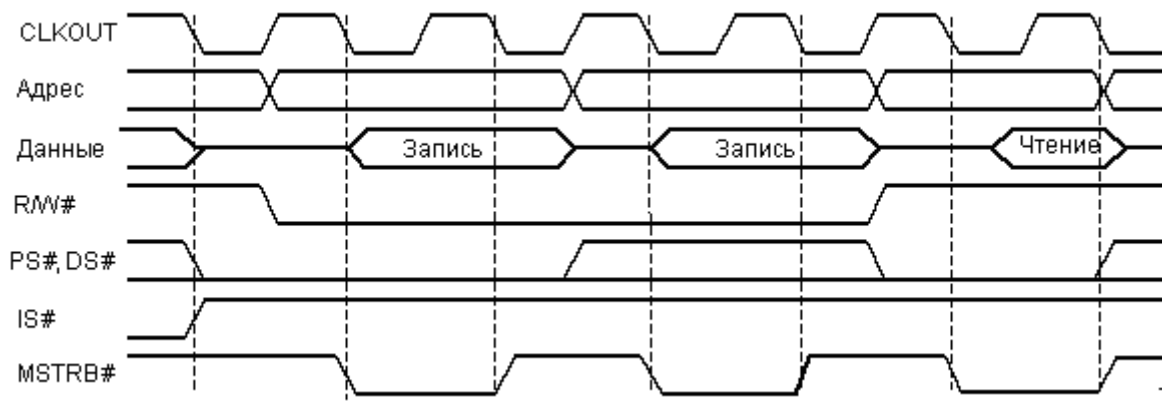 CLKOUT
Адрес
Данные
Запись
Запись
Чтение
R/W#
PS#, DS#
IS#
MSTRB#